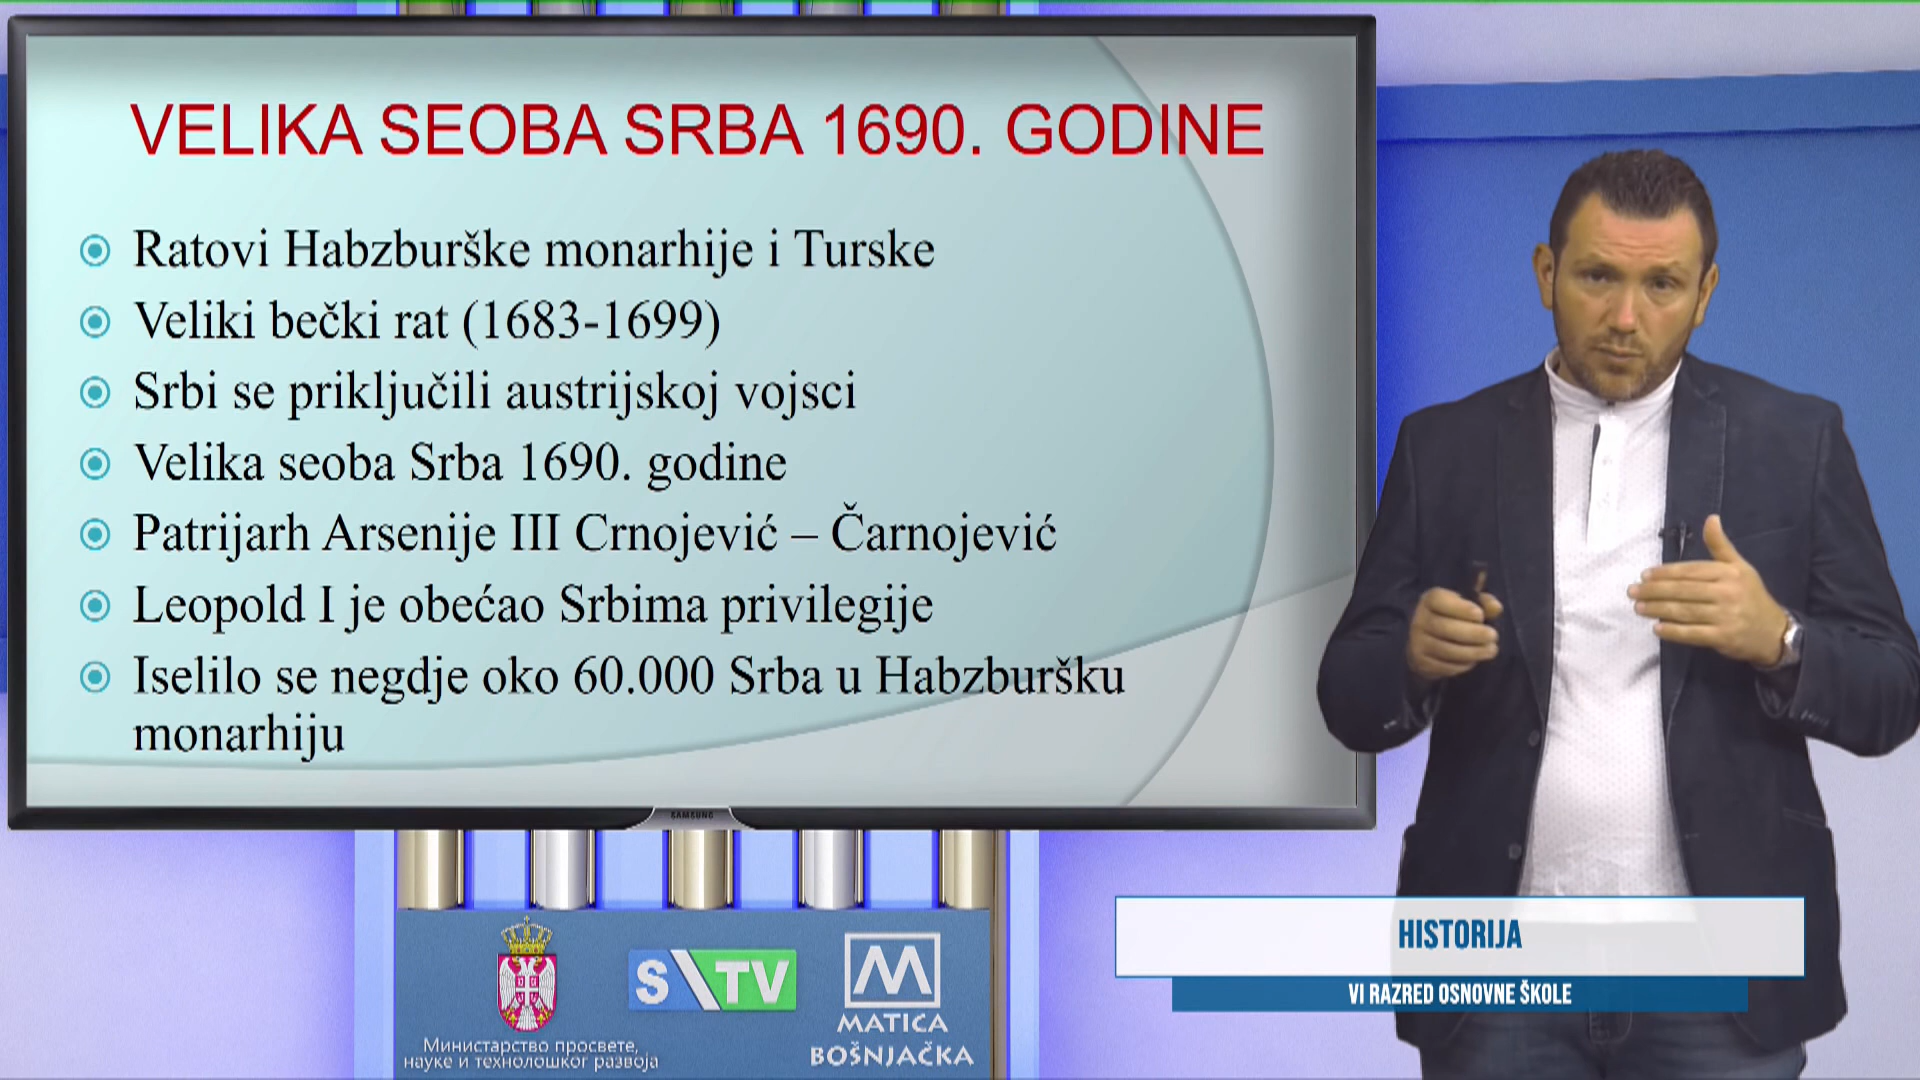 VELIKA SEOBA SRBA 1690. GODINE
Ratovi Habzburške monarhije i Turske
Veliki bečki rat (1683-1699)
Srbi se priključili austrijskoj vojsci
Velika seoba Srba 1690. godine
Patrijarh Arsenije III Crnojević – Čarnojević
Leopold I je obećao Srbima privilegije
Iselilo se negdje oko 60.000 Srba u Habzburšku
monarhiju
SAMSUNG
HISTORIJA
VI RAZRED OSNOVNE ŠKOLE
S TV
M
MATICA
BOŠNJAČKA
Министарство просвете,
науке и технолошког развоја